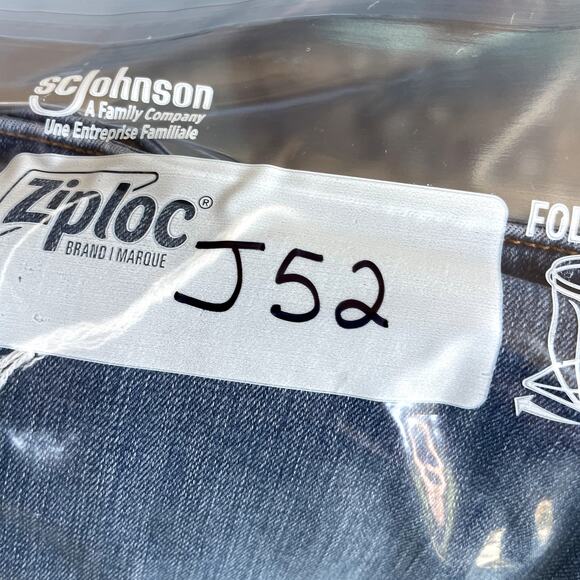 scJohnson
A Family Company
Une Entreprise Familiale
Ziploc®
BRAND | MARQUE
J52